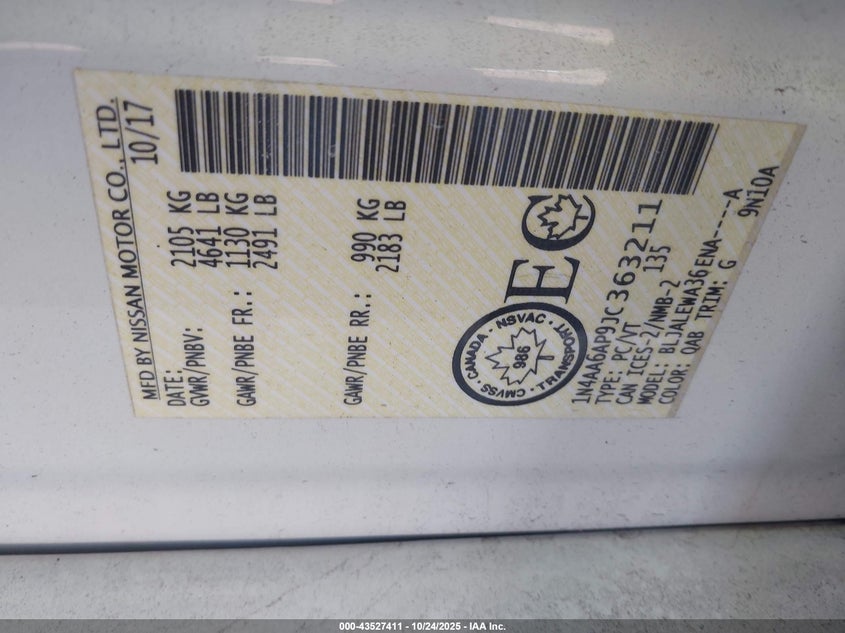 MFD BY NISSAN MOTOR CO., LTD.
DATE: 10/17
GVWR/PNBV: 2105 KG
4641 LB
GAWR/PNBE FR.: 1130 KG
2491 LB
GAWR/PNBE RR.: 990 KG
2183 LB
CANADA · NSVAC · TRANSPORT · CMVSS ·
986
EC
1N4AA6AP9JC363211
TYPE: PC/VT
CAN ICES-2/NMB-2 135
MODEL: BLJALEWA36ENA-----A
COLOR: QAB TRIM: G 9N10A
000-43527411 - 10/24/2025 - IAA Inc.